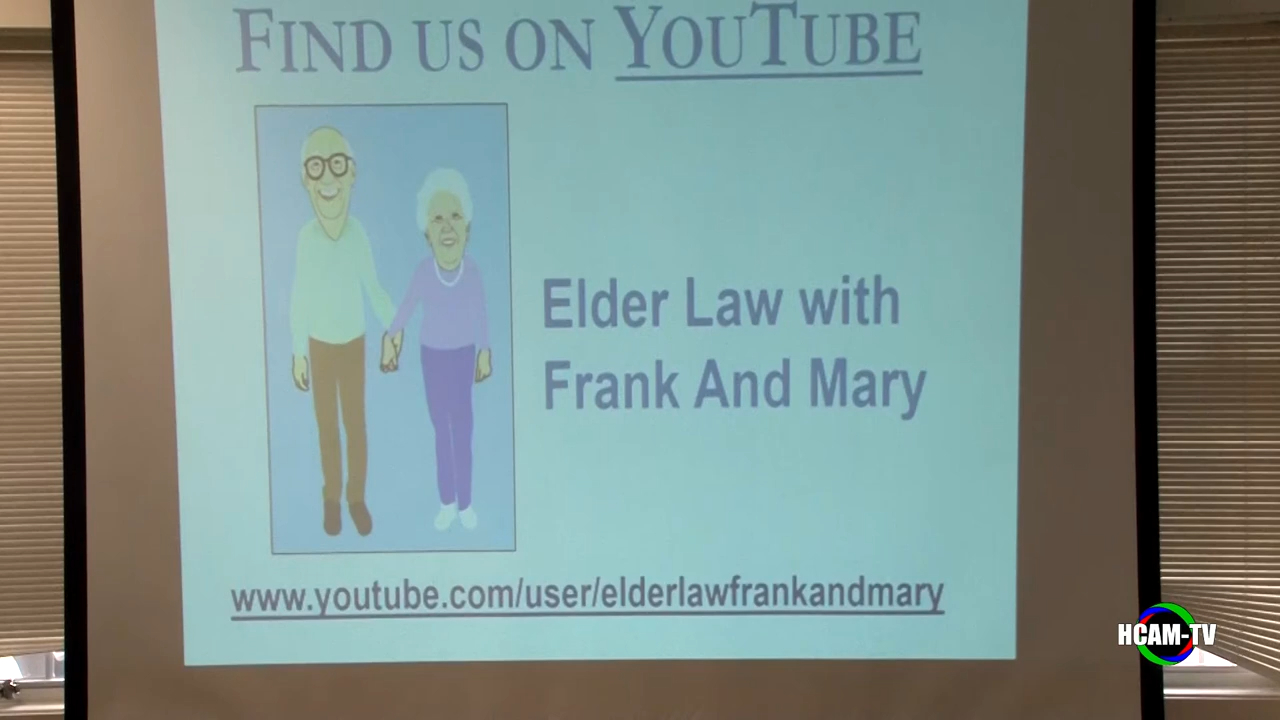 FIND US ON YOUTUBE
Elder Law with
Frank And Mary
www.youtube.com/user/elderlawfrankandmary
HCAM-TV